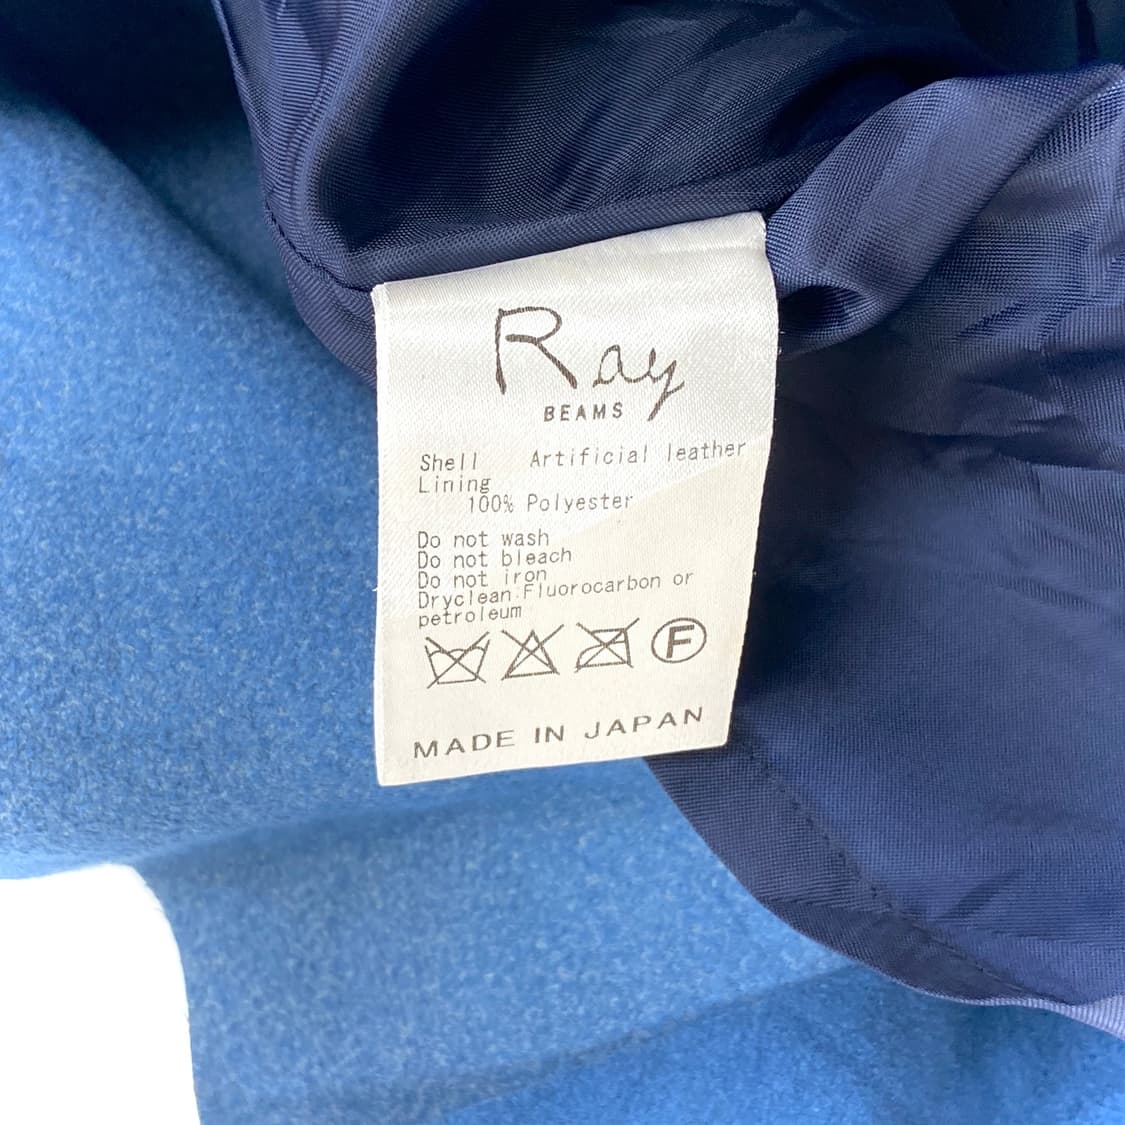 Ray
BEAMS
Shell Artificial leather
Lining
100% Polyester
Do not wash
Do not bleach
Do not iron
Dryclean:Fluorocarbon or
petroleum
F
MADE IN JAPAN